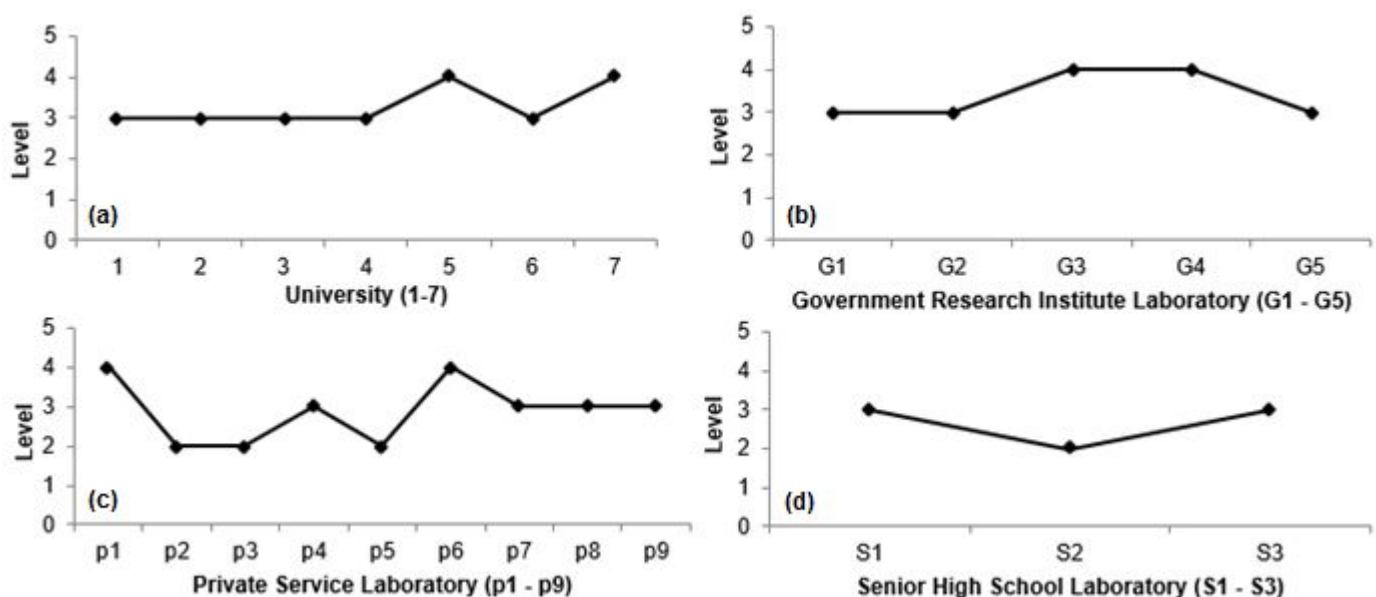 5
4
3
2
1
0
Level
(a)
1 2 3 4 5 6 7
University (1-7)
5
4
3
2
1
0
Level
(b)
G1 G2 G3 G4 G5
Government Research Institute Laboratory (G1 - G5)
5
4
3
2
1
0
Level
(c)
p1 p2 p3 p4 p5 p6 p7 p8 p9
Private Service Laboratory (p1 - p9)
5
4
3
2
1
0
Level
(d)
S1 S2 S3
Senior High School Laboratory (S1 - S3)